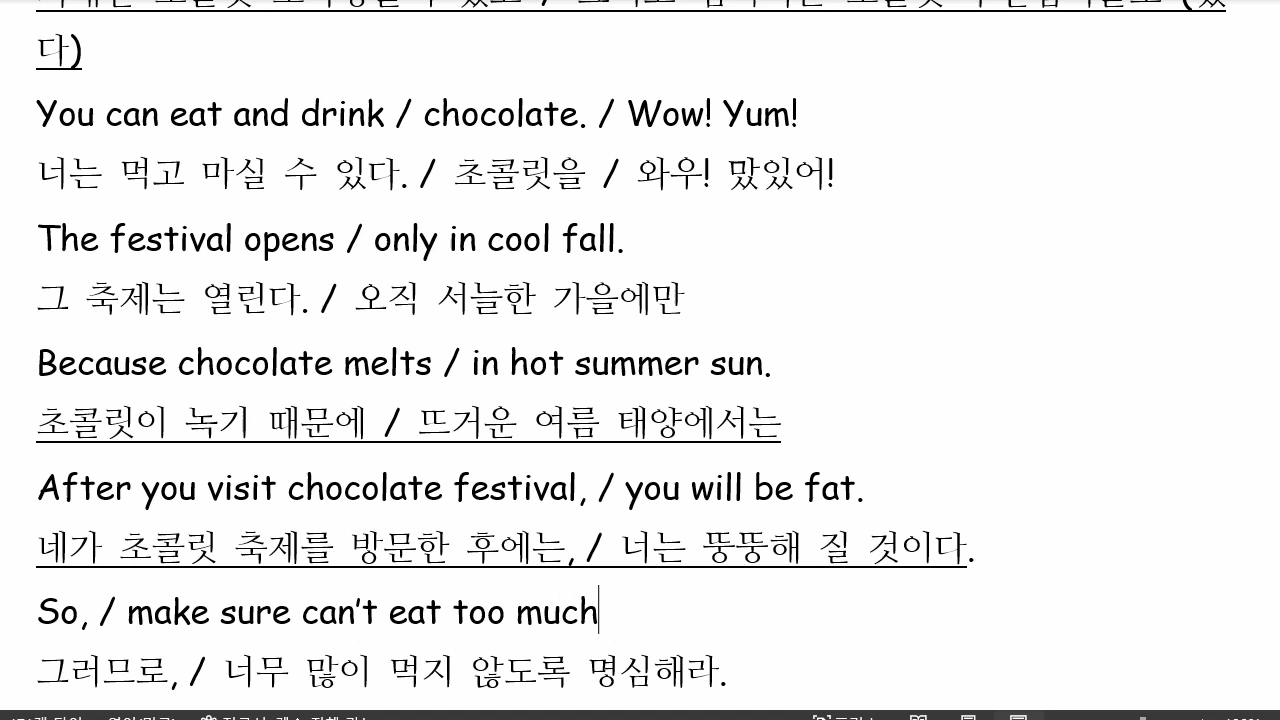 다)
You can eat and drink / chocolate. / Wow! Yum!
너는 먹고 마실 수 있다. / 초콜릿을 / 와우! 맜있어!
The festival opens / only in cool fall.
그 축제는 열린다. / 오직 서늘한 가을에만
Because chocolate melts / in hot summer sun.
초콜릿이 녹기 때문에 / 뜨거운 여름 태양에서는
After you visit chocolate festival, / you will be fat.
네가 초콜릿 축제를 방문한 후에는, / 너는 뚱뚱해 질 것이다.
So, / make sure can’t eat too much
그러므로, / 너무 많이 먹지 않도록 명심해라.